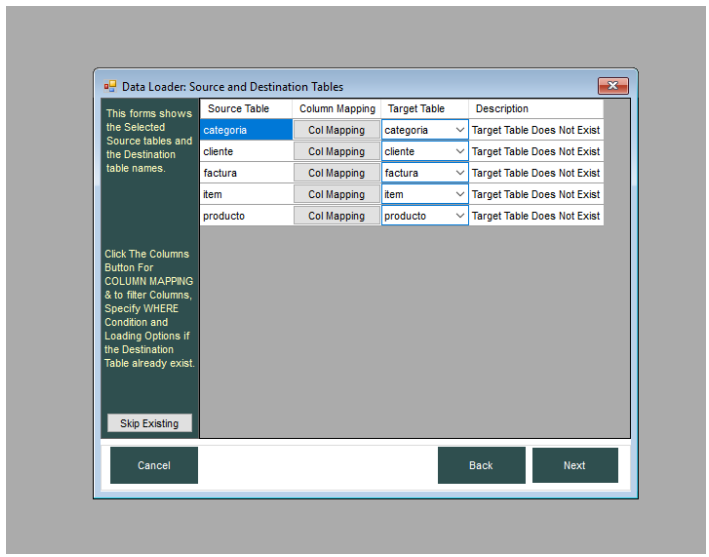 Data Loader: Source and Destination Tables
This forms shows
the Selected
Source tables and
the Destination
table names.
Click The Columns
Button For
COLUMN MAPPING
& to filter Columns,
Specify WHERE
Condition and
Loading Options if
the Destination
Table already exist.
Skip Existing
Source Table Column Mapping Target Table Description
categoria Col Mapping categoria Target Table Does Not Exist
cliente Col Mapping cliente Target Table Does Not Exist
factura Col Mapping factura Target Table Does Not Exist
item Col Mapping item Target Table Does Not Exist
producto Col Mapping producto Target Table Does Not Exist
Cancel Back Next